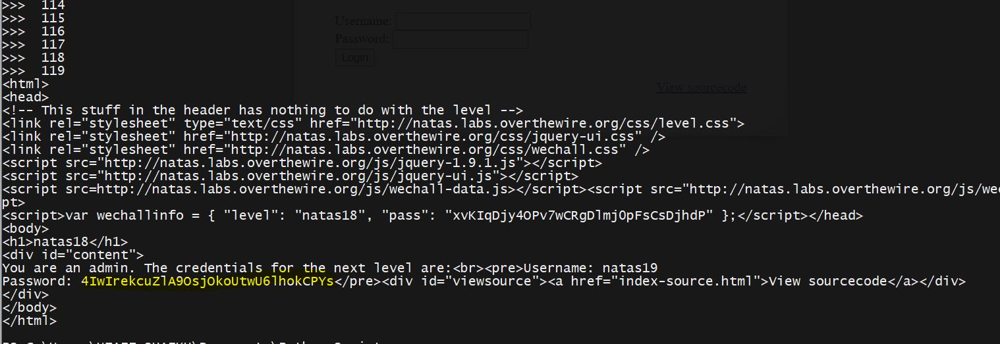 >>>  114
>>>  115
>>>  116
>>>  117
>>>  118
>>>  119
Username:
Password:
Login
View sourcecode
<html>
<head>
<!-- This stuff in the header has nothing to do with the level -->
<link rel="stylesheet" type="text/css" href="http://natas.labs.overthewire.org/css/level.css">
<link rel="stylesheet" href="http://natas.labs.overthewire.org/css/jquery-ui.css" />
<link rel="stylesheet" href="http://natas.labs.overthewire.org/css/wechall.css" />
<script src="http://natas.labs.overthewire.org/js/jquery-1.9.1.js"></script>
<script src="http://natas.labs.overthewire.org/js/jquery-ui.js"></script>
<script src=http://natas.labs.overthewire.org/js/wechall-data.js></script><script src="http://natas.labs.overthewire.org/js/we
pt>
<script>var wechallinfo = { "level": "natas18", "pass": "xvKIqDjy4OPv7wCRgDlmj0pFsCsDjhdP" };</script></head>
<body>
<h1>natas18</h1>
<div id="content">
You are an admin. The credentials for the next level are:<br><pre>Username: natas19
Password: 4IwIrekcuZlA9OsjOkoUtwU6lhokCPYs</pre><div id="viewsource"><a href="index-source.html">View sourcecode</a></div>
</div>
</body>
</html>